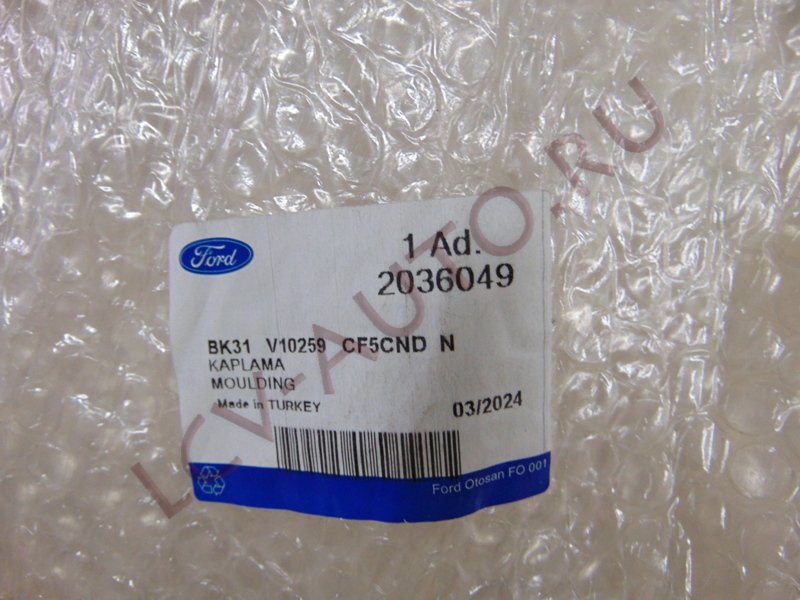 Ford
1 Ad.
2036049
BK31 V10259 CF5CND N
KAPLAMA
MOULDING
Made in TURKEY
03/2024
Ford Otosan FO 001
LCV-AUTO.RU